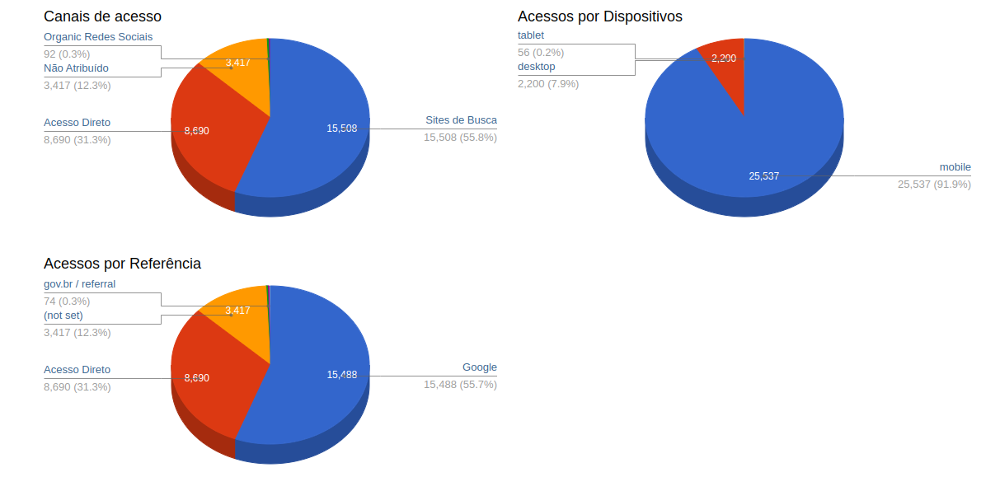 Canais de acesso
Organic Redes Sociais
92 (0.3%)
Não Atribuído
3,417 (12.3%)
Acesso Direto
8,690 (31.3%)
3,417
8,690
15,508
Sites de Busca
15,508 (55.8%)
Acessos por Dispositivos
tablet
56 (0.2%)
desktop
2,200 (7.9%)
2,200
25,537
mobile
25,537 (91.9%)
Acessos por Referência
gov.br / referral
74 (0.3%)
(not set)
3,417 (12.3%)
Acesso Direto
8,690 (31.3%)
3,417
8,690
15,488
Google
15,488 (55.7%)